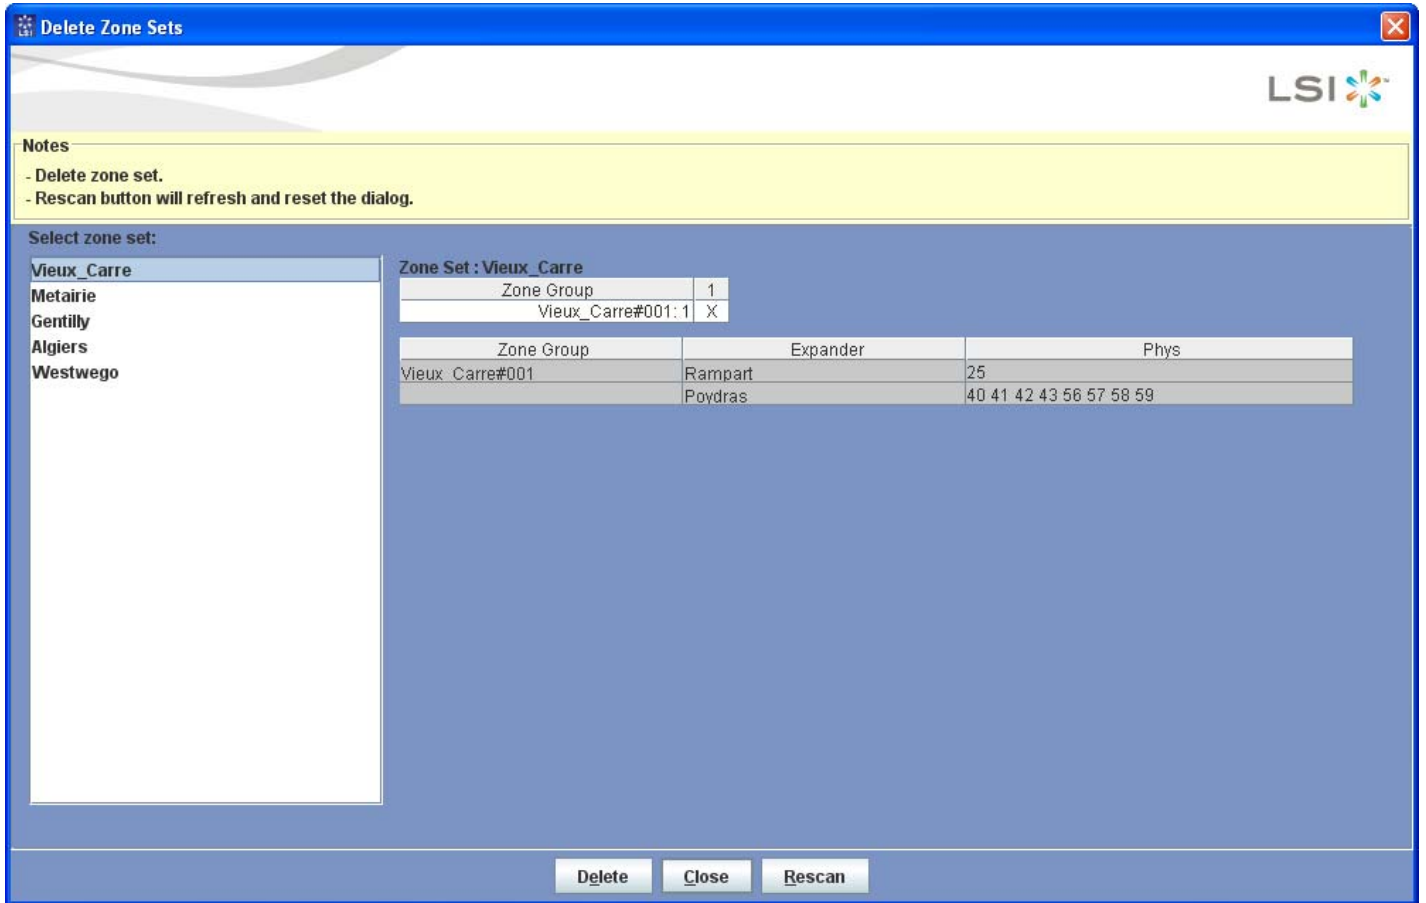 Delete Zone Sets
LSI
Notes
- Delete zone set.
- Rescan button will refresh and reset the dialog.
Select zone set:
Vieux_Carre
Metairie
Gentilly
Algiers
Westwego
Zone Set : Vieux_Carre
Zone Group 1
Vieux_Carre#001: 1 X
Zone Group Expander Phys
Vieux_Carre#001 Rampart 25
Poydras 40 41 42 43 56 57 58 59
Delete Close Rescan